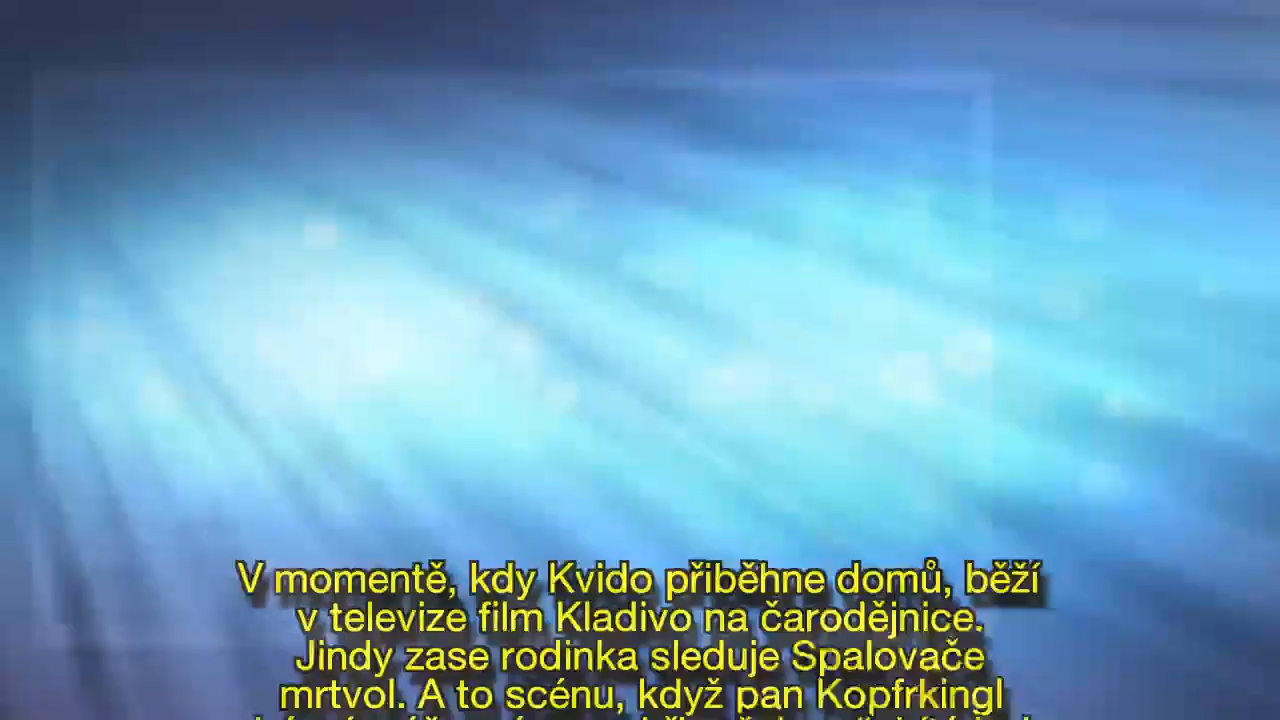 V momentě, kdy Kvido přiběhne domů, běží
v televize film Kladivo na čarodějnice.
Jindy zase rodinka sleduje Spalovače
mrtvol. A to scénu, když pan Kopfrkingl